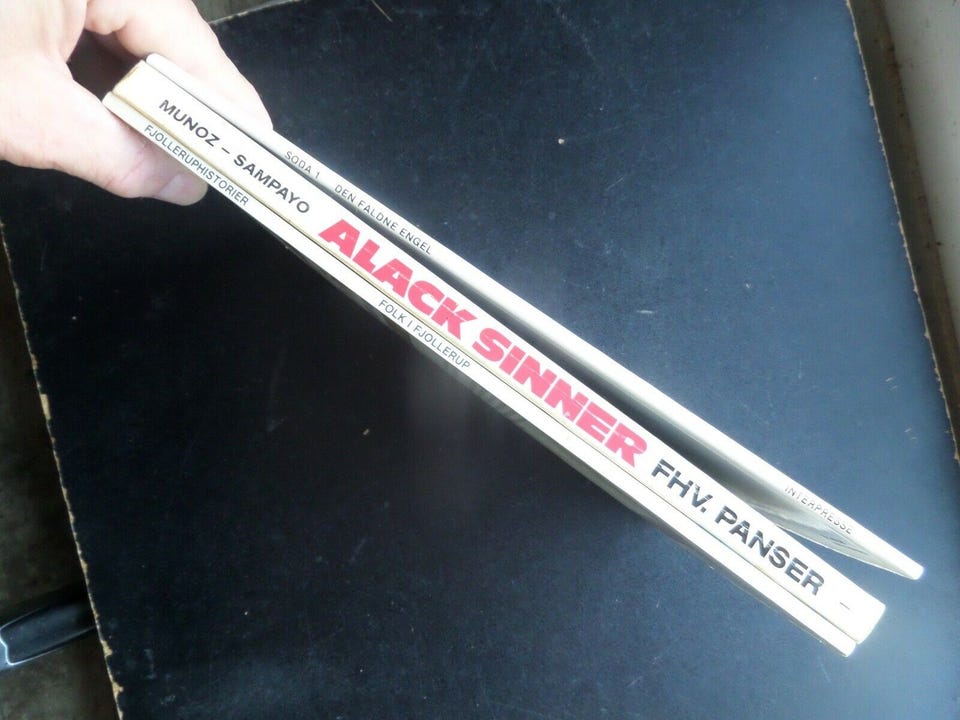 SODA 1 DEN FALDNE ENGEL INTERPRESSE
MUNOZ – SAMPAYO ALACK SINNER FHV. PANSER –
FJOLLERUPHISTORIER FOLK I FJOLLERUP